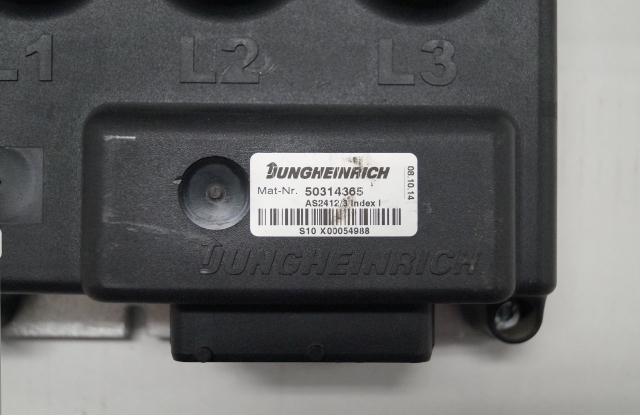 L1 L2 L3
JUNGHEINRICH
Mat-Nr. 50314365
AS2412/3 Index I
S10 X00054988
08.10.14
JUNGHEINRICH